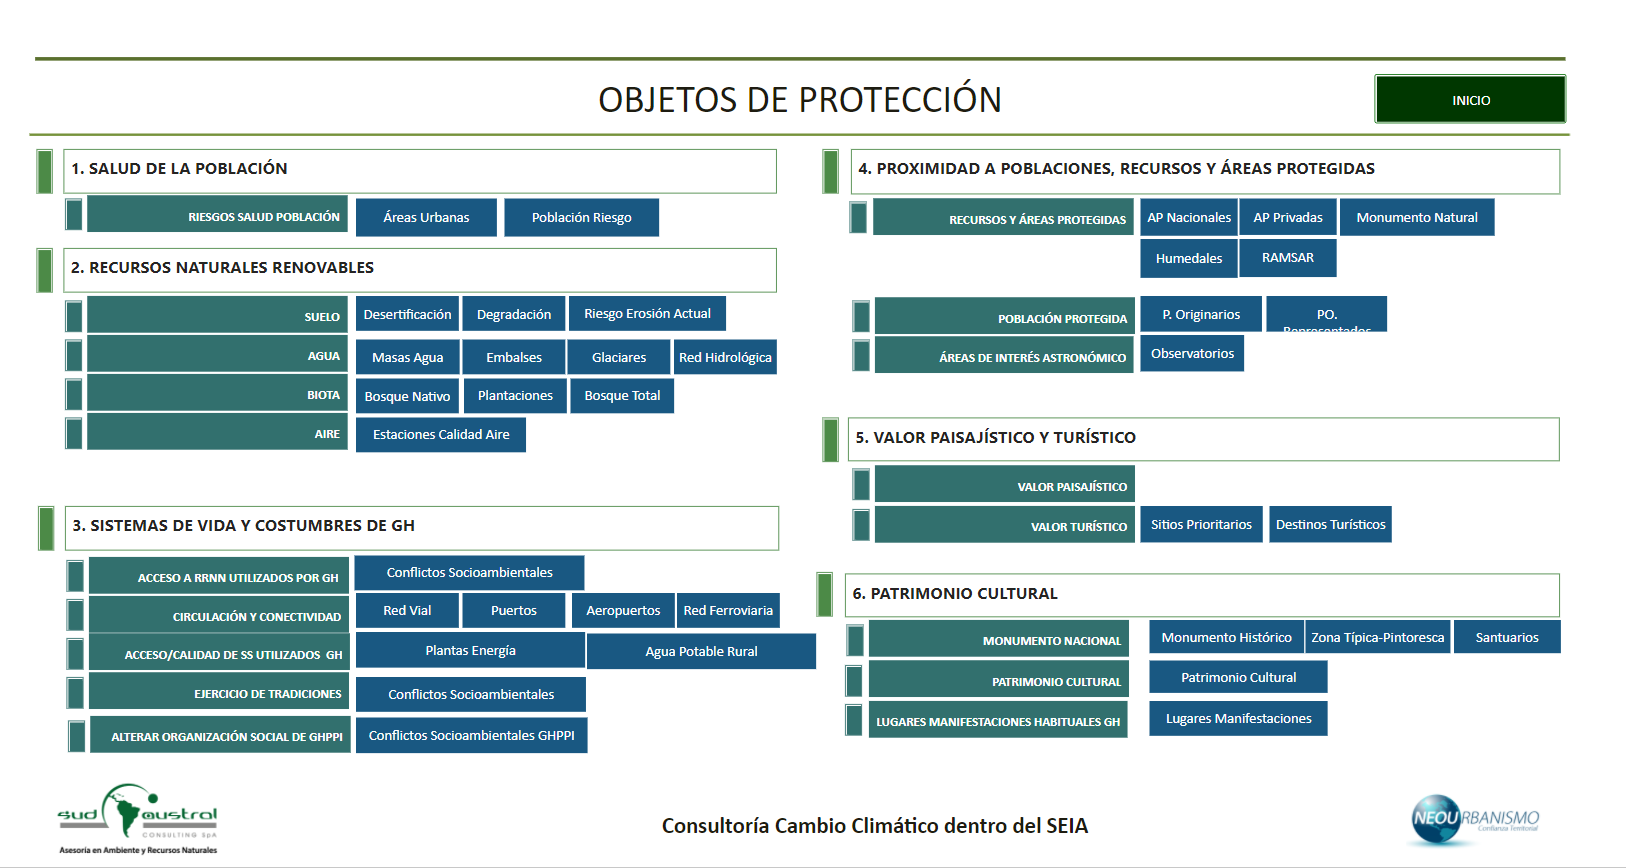 OBJETOS DE PROTECCIÓN
INICIO
1. SALUD DE LA POBLACIÓN
RIESGOS SALUD POBLACIÓN
Áreas Urbanas
Población Riesgo
2. RECURSOS NATURALES RENOVABLES
SUELO
Desertificación
Degradación
Riesgo Erosión Actual
AGUA
Masas Agua
Embalses
Glaciares
Red Hidrológica
BIOTA
Bosque Nativo
Plantaciones
Bosque Total
AIRE
Estaciones Calidad Aire
3. SISTEMAS DE VIDA Y COSTUMBRES DE GH
ACCESO A RRNN UTILIZADOS POR GH
Conflictos Socioambientales
CIRCULACIÓN Y CONECTIVIDAD
Red Vial
Puertos
Aeropuertos
Red Ferroviaria
ACCESO/CALIDAD DE SS UTILIZADOS GH
Plantas Energía
Agua Potable Rural
EJERCICIO DE TRADICIONES
Conflictos Socioambientales
ALTERAR ORGANIZACIÓN SOCIAL DE GHPPI
Conflictos Socioambientales GHPPI
4. PROXIMIDAD A POBLACIONES, RECURSOS Y ÁREAS PROTEGIDAS
RECURSOS Y ÁREAS PROTEGIDAS
AP Nacionales
AP Privadas
Monumento Natural
Humedales
RAMSAR
POBLACIÓN PROTEGIDA
P. Originarios
PO.
Representados
ÁREAS DE INTERÉS ASTRONÓMICO
Observatorios
5. VALOR PAISAJÍSTICO Y TURÍSTICO
VALOR PAISAJÍSTICO
VALOR TURÍSTICO
Sitios Prioritarios
Destinos Turísticos
6. PATRIMONIO CULTURAL
MONUMENTO NACIONAL
Monumento Histórico
Zona Típica-Pintoresca
Santuarios
PATRIMONIO CULTURAL
Patrimonio Cultural
LUGARES MANIFESTACIONES HABITUALES GH
Lugares Manifestaciones
sud austral
CONSULTING SpA
Asesoría en Ambiente y Recursos Naturales
Consultoría Cambio Climático dentro del SEIA
NEOURBANISMO
Confianza Territorial